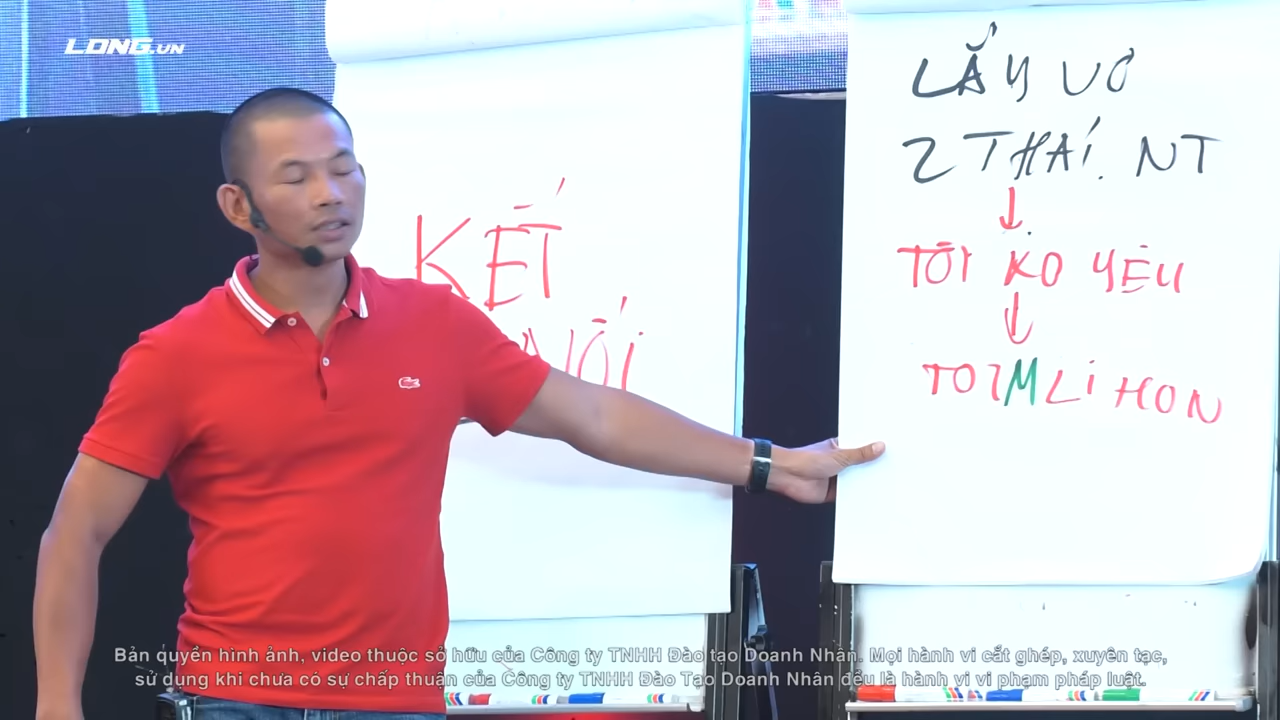 LONG.VN
KẾT
NỐI
LẤY VỢ
2 THÁI. NT
TÔI KO YÊU
TOI M LI HON
Bản quyền hình ảnh, video thuộc sở hữu của Công ty TNHH Đào tạo Doanh Nhân. Mọi hành vi cắt ghép, xuyên tạc,
sử dụng khi chưa có sự chấp thuận của Công ty TNHH Đào Tạo Doanh Nhân đều là hành vi vi phạm pháp luật.